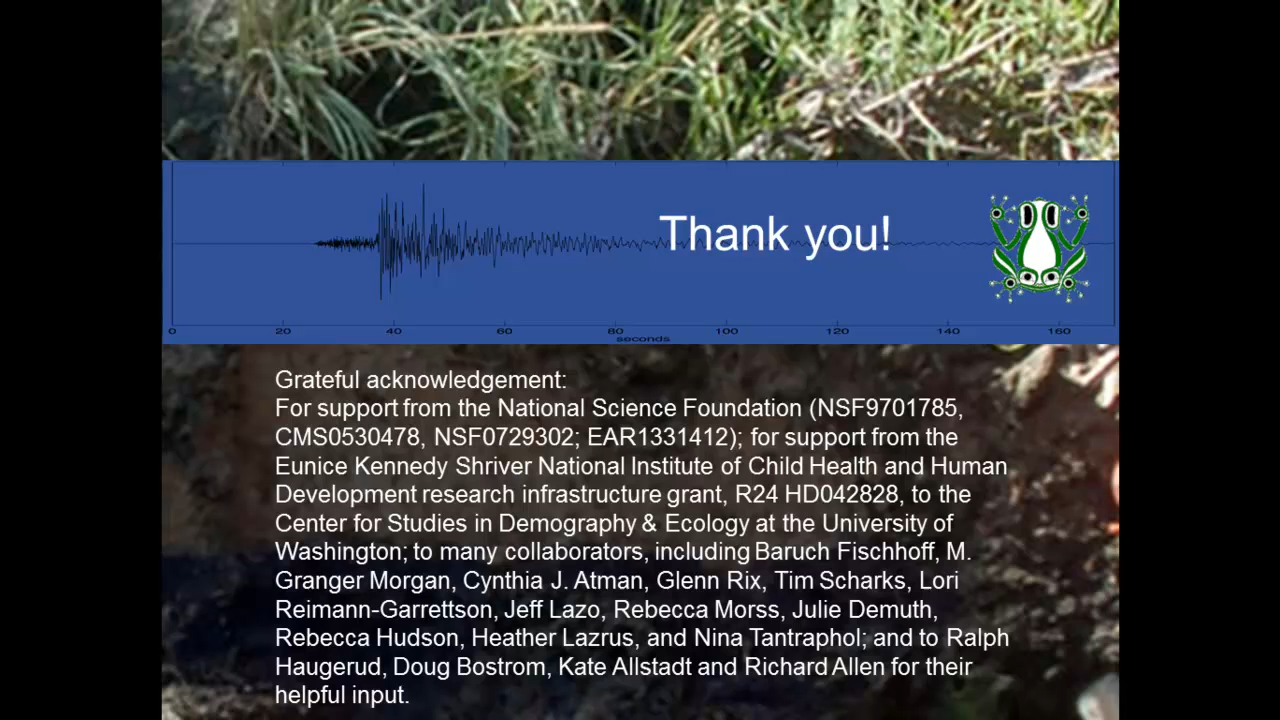 Thank you!
0 20 40 60 80 100 120 140 160
seconds
Grateful acknowledgement:
For support from the National Science Foundation (NSF9701785,
CMS0530478, NSF0729302; EAR1331412); for support from the
Eunice Kennedy Shriver National Institute of Child Health and Human
Development research infrastructure grant, R24 HD042828, to the
Center for Studies in Demography & Ecology at the University of
Washington; to many collaborators, including Baruch Fischhoff, M.
Granger Morgan, Cynthia J. Atman, Glenn Rix, Tim Scharks, Lori
Reimann-Garrettson, Jeff Lazo, Rebecca Morss, Julie Demuth,
Rebecca Hudson, Heather Lazrus, and Nina Tantraphol; and to Ralph
Haugerud, Doug Bostrom, Kate Allstadt and Richard Allen for their
helpful input.